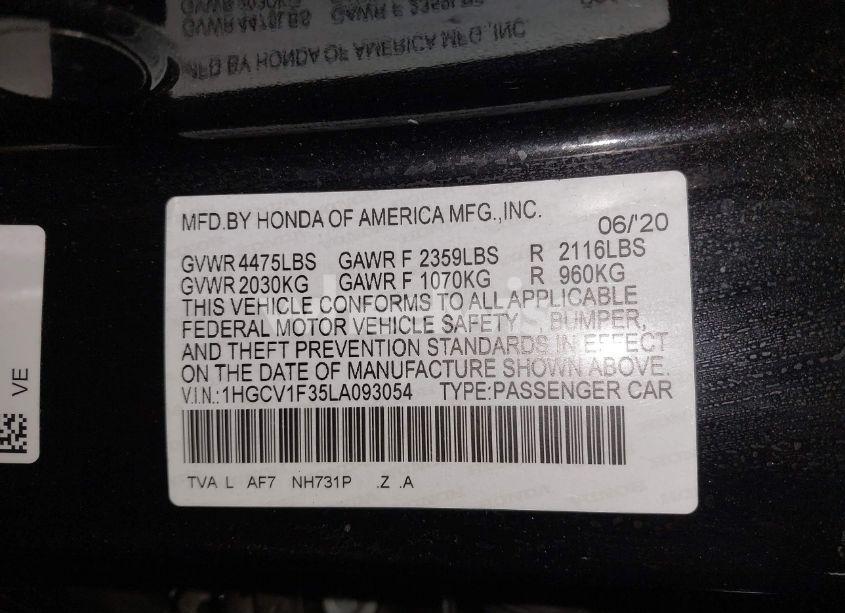 MFD.BY HONDA OF AMERICA MFG.,INC.
06/'20
GVWR 4475LBS GAWR F 2359LBS R 2116LBS
GVWR 2030KG GAWR F 1070KG R 960KG
THIS VEHICLE CONFORMS TO ALL APPLICABLE
FEDERAL MOTOR VEHICLE SAFETY , BUMPER,
AND THEFT PREVENTION STANDARDS IN EFFECT
ON THE DATE OF MANUFACTURE SHOWN ABOVE.
V.I.N.:1HGCV1F35LA093054 TYPE:PASSENGER CAR
TVA L AF7 NH731P .Z .A
VE